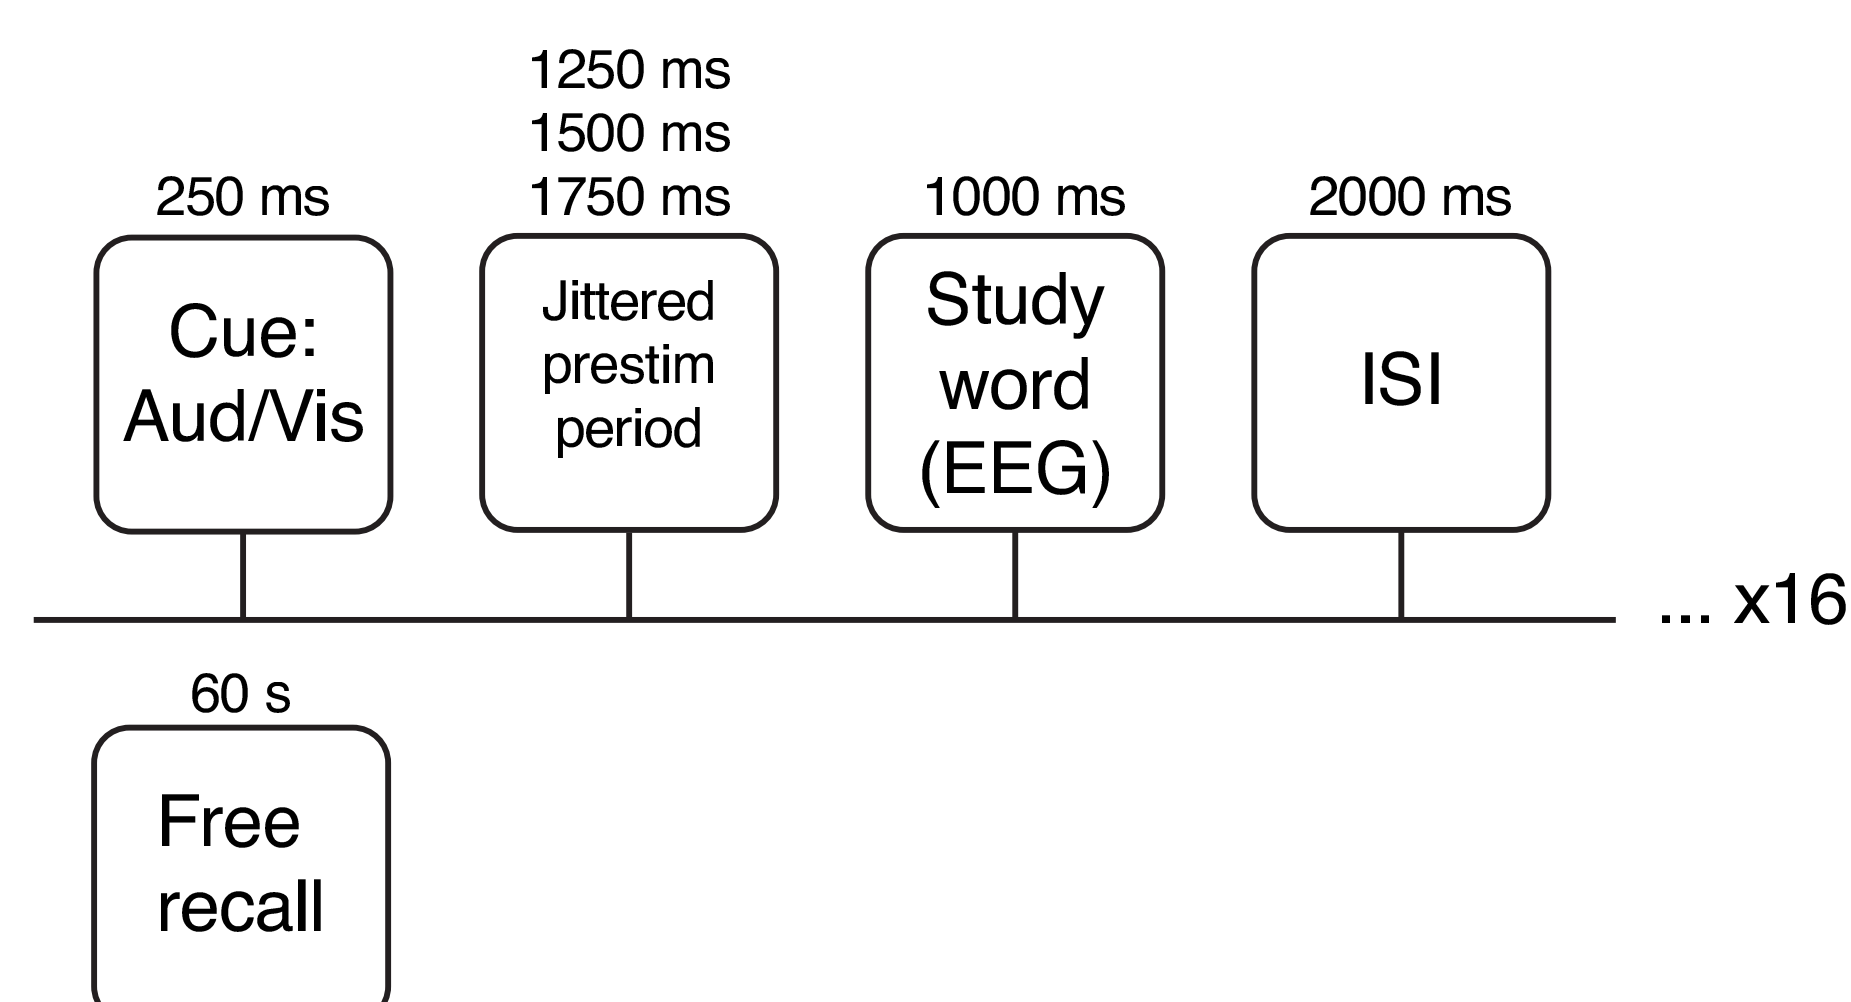 250 ms
Cue:
Aud/Vis
1250 ms
1500 ms
1750 ms
Jittered
prestim
period
1000 ms
Study
word
(EEG)
2000 ms
ISI
... x16
60 s
Free
recall